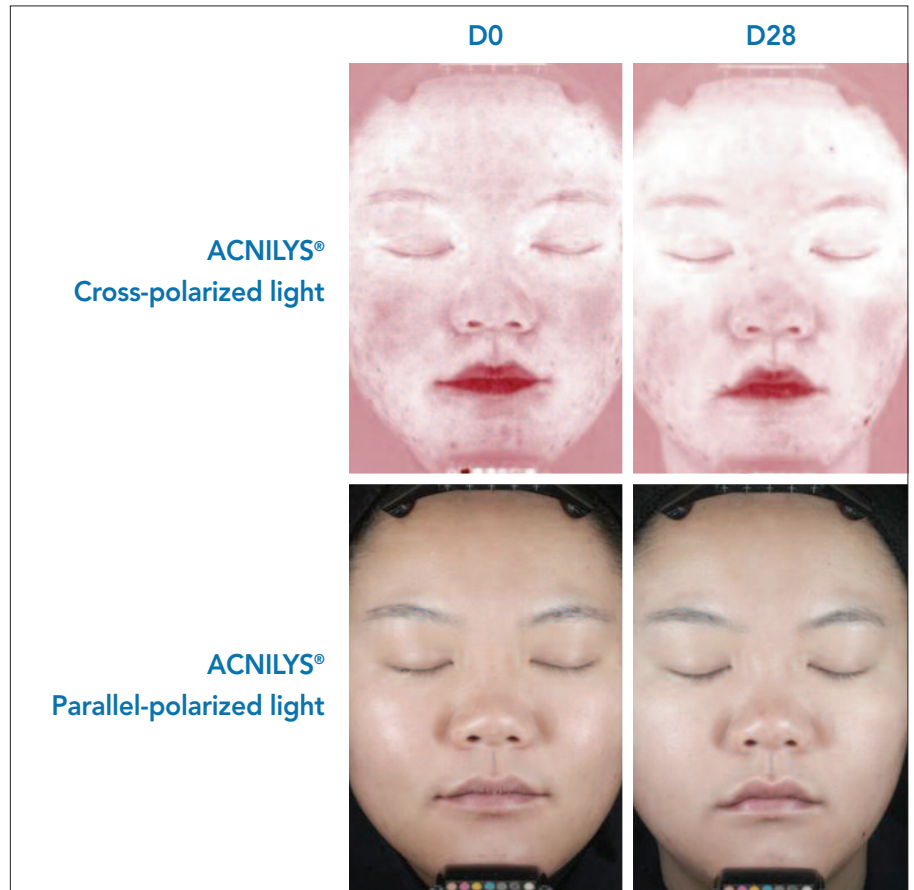 D0
D28
ACNILYS®
Cross-polarized light
ACNILYS®
Parallel-polarized light